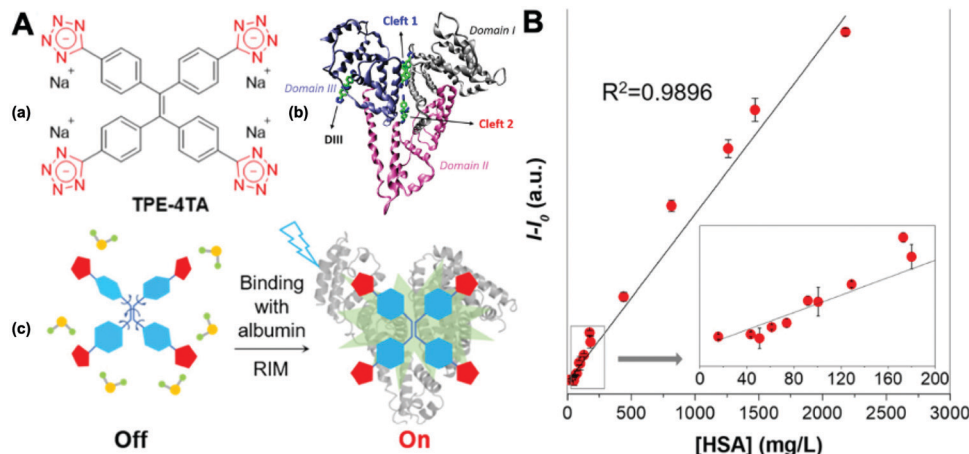 A
(a)
N N N N
N N N N
Na+ Na+
Na+ Na+
N N N N
N N N N
TPE-4TA
(b)
Cleft 1
Domain I
Domain III
DIII
Cleft 2
Domain II
(c)
Binding
with
albumin
RIM
Off
On
B
R²=0.9896
I-I₀ (a.u.)
0 40 80 120 160 200
0 500 1000 1500 2000 2500 3000
[HSA] (mg/L)